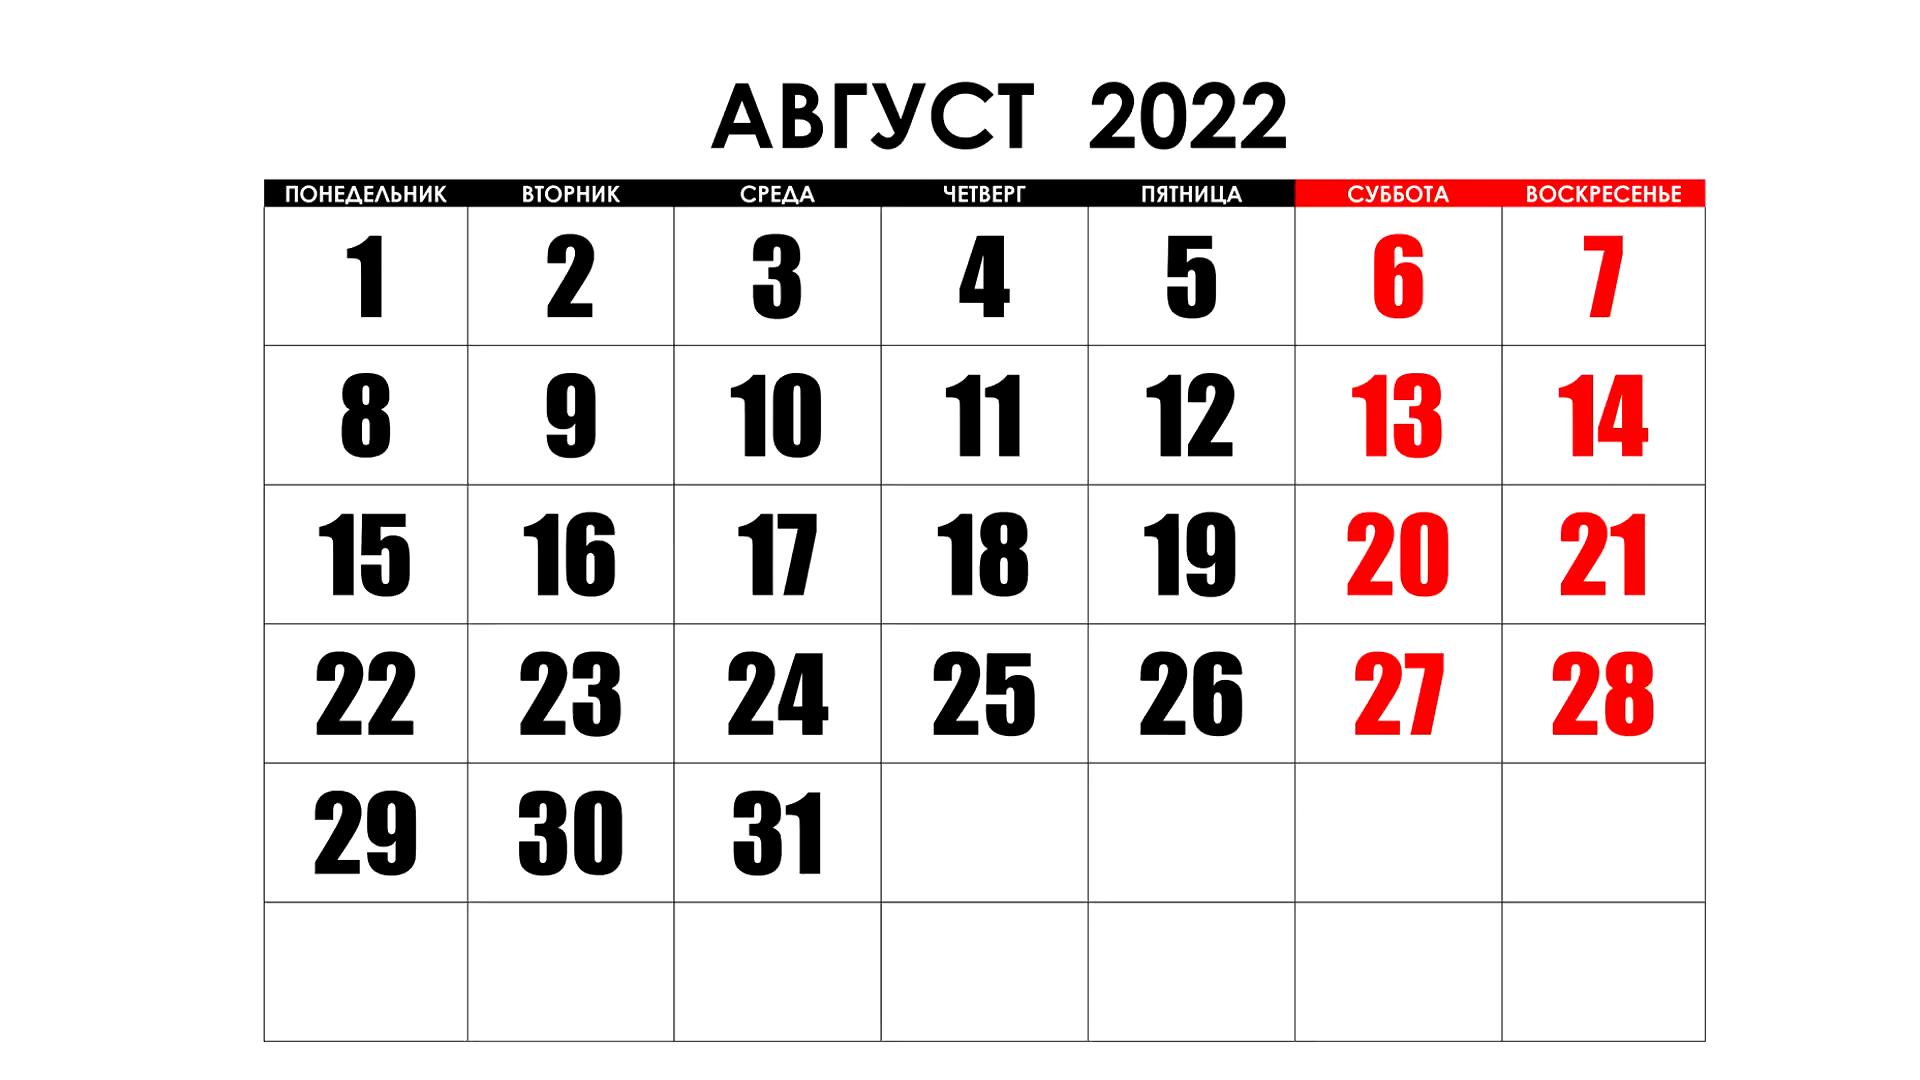 АВГУСТ 2022
ПОНЕДЕЛЬНИК ВТОРНИК СРЕДА ЧЕТВЕРГ ПЯТНИЦА СУББОТА ВОСКРЕСЕНЬЕ
1 2 3 4 5 6 7
8 9 10 11 12 13 14
15 16 17 18 19 20 21
22 23 24 25 26 27 28
29 30 31